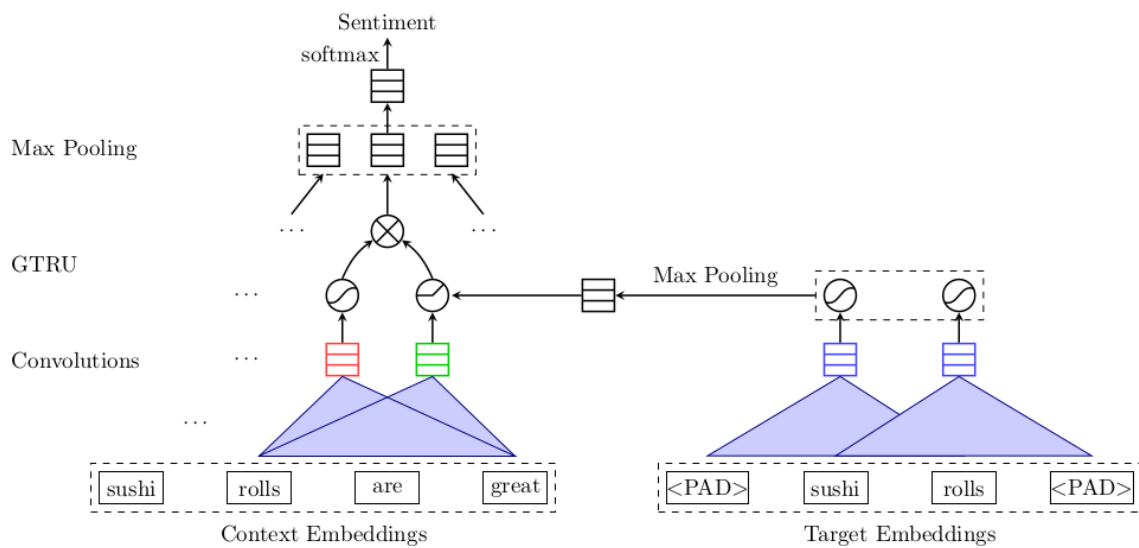 Sentiment
softmax
Max Pooling
. . .
. . .
GTRU
Max Pooling
. . .
Convolutions
. . .
. . .
sushi rolls are great
<PAD> sushi rolls <PAD>
Context Embeddings
Target Embeddings